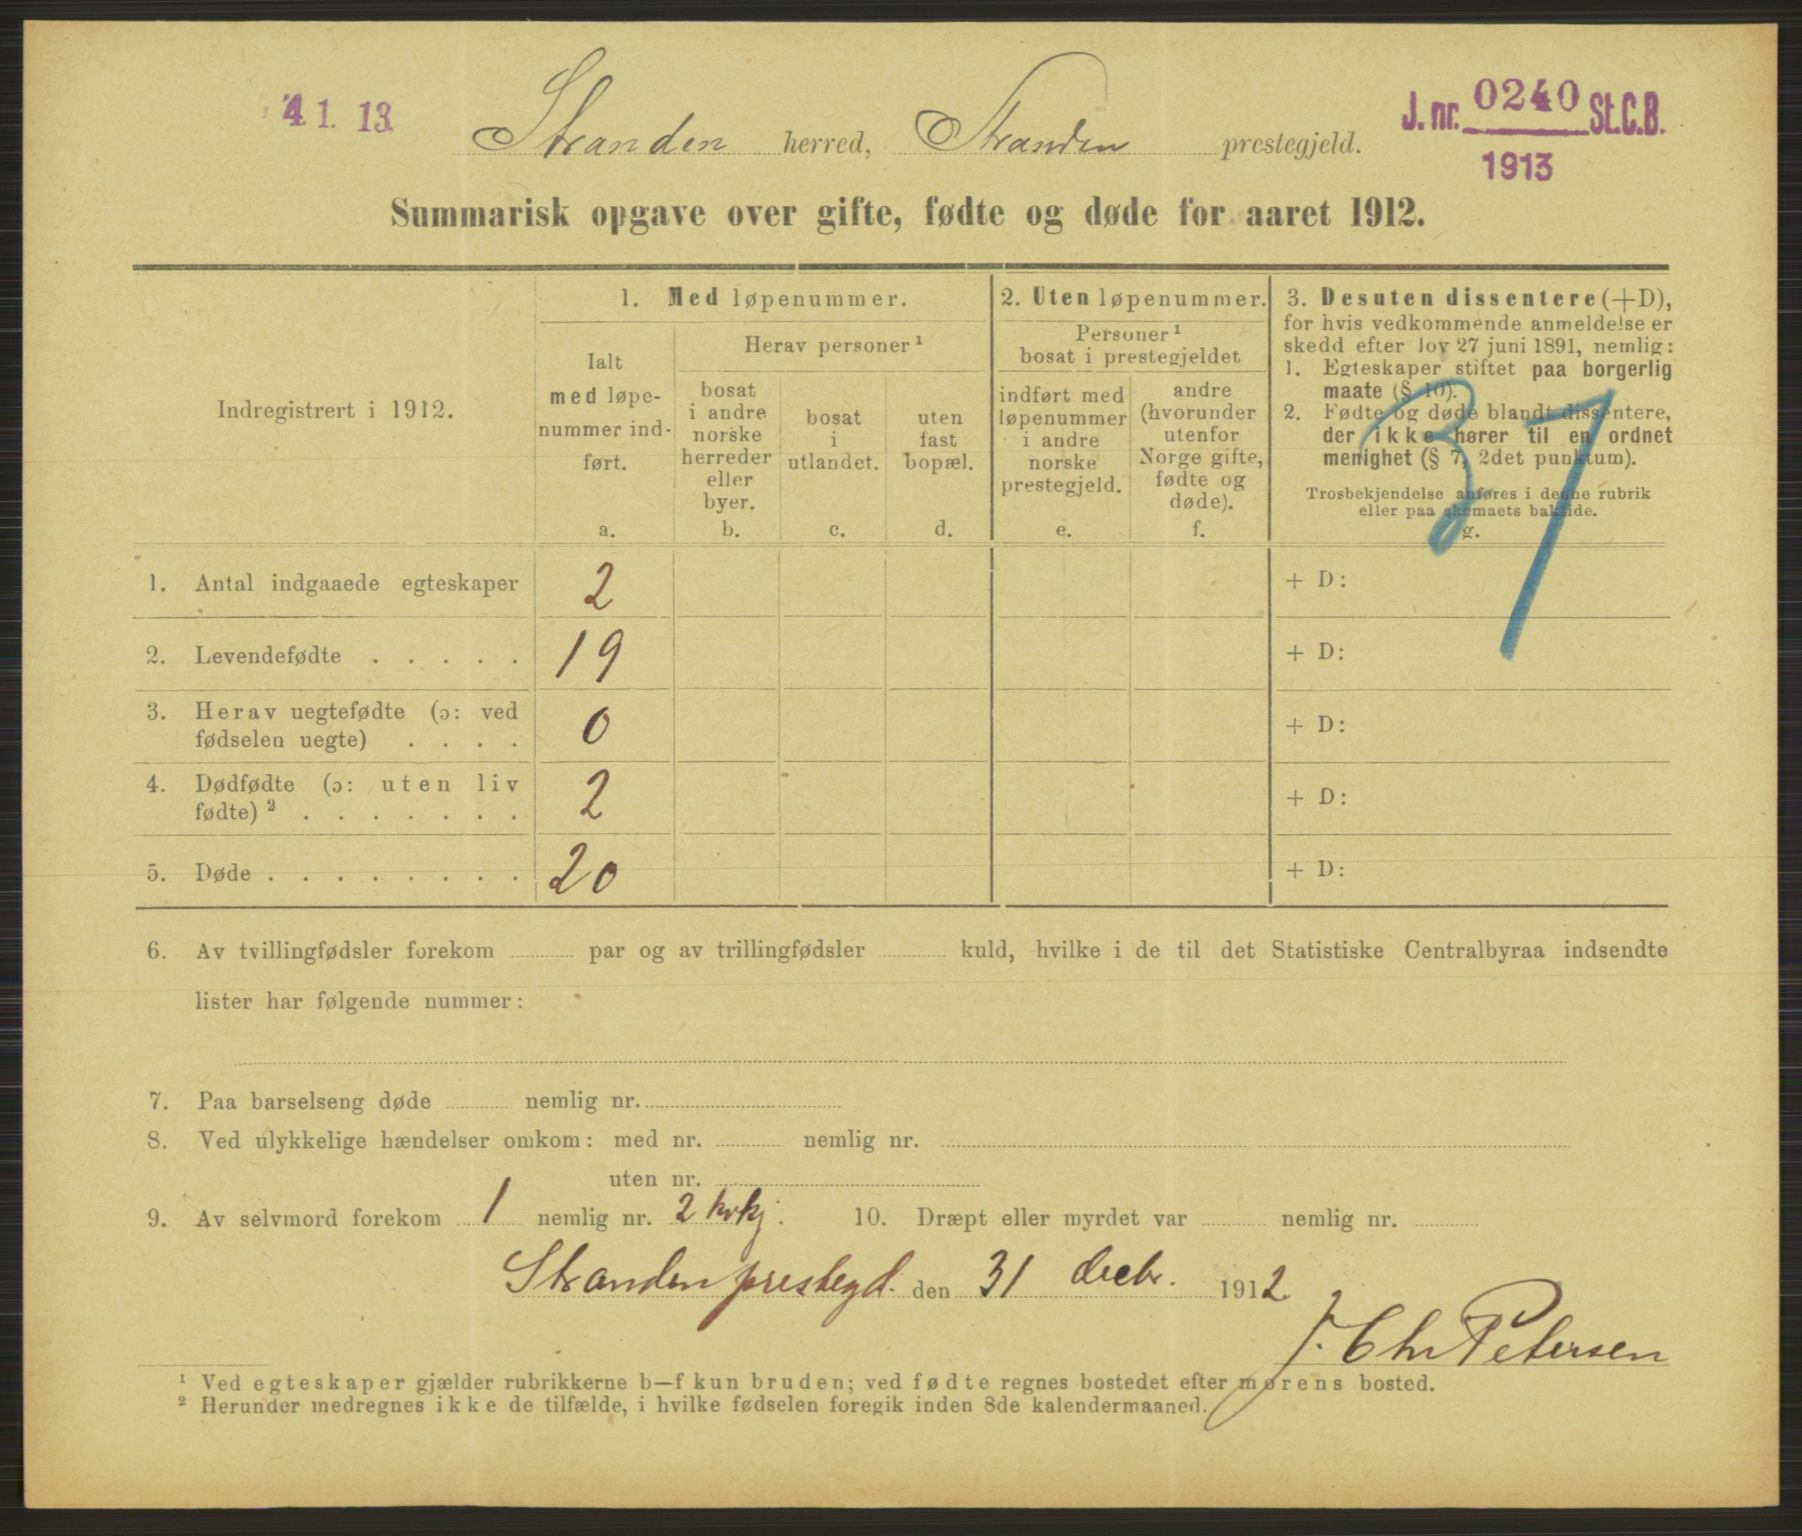 4. 1. 13
Stranden herred, Stranden prestegjeld.
J. nr. 0240 St.C.B.
1913
Summarisk opgave over gifte, fødte og døde for aaret 1912.
Indregistrert i 1912.
1. Med løpenummer.
Ialt
med løpe-
nummer ind-
ført.
a.
Herav personer ¹
bosat
i andre
norske
herreder
eller
byer.
b.
bosat
i
utlandet.
c.
uten
fast
bopæl.
d.
2. Uten løpenummer.
Personer ¹
bosat i prestegjeldet
indført med
løpenummer
i andre
norske
prestegjeld.
e.
andre
(hvorunder
utenfor
Norge gifte,
fødte og
døde).
f.
3. Desuten dissentere (+D),
for hvis vedkommende anmeldelse er
skedd efter lov 27 juni 1891, nemlig:
1. Egteskaper stiftet paa borgerlig
maate (§ 10).
2. Fødte og døde blandt dissentere,
der ikke hører til en ordnet
menighet (§ 7, 2det punktum).
Trosbekjendelse anføres i denne rubrik
eller paa skemaets bakside.
g.
37
1. Antal indgaaede egteskaper 2 + D:
2. Levendefødte . . . . . 19 + D:
3. Herav uegtefødte (ɔ: ved
fødselen uegte) . . . . 0 + D:
4. Dødfødte (ɔ: uten liv
fødte) ² . . . . . . . 2 + D:
5. Døde . . . . . . . . 20 + D:
6. Av tvillingfødsler forekom par og av trillingfødsler kuld, hvilke i de til det Statistiske Centralbyraa indsendte
lister har følgende nummer:
7. Paa barselseng døde nemlig nr.
8. Ved ulykkelige hændelser omkom: med nr. nemlig nr.
uten nr.
9. Av selvmord forekom 1 nemlig nr. 2 kvkj. 10. Dræpt eller myrdet var nemlig nr.
Stranden prestegd. den 31 decbr. 1912
J. Chr Petersen
¹ Ved egteskaper gjælder rubrikkerne b—f kun bruden; ved fødte regnes bostedet efter morens bosted.
² Herunder medregnes ikke de tilfælde, i hvilke fødselen foregik inden 8de kalendermaaned.